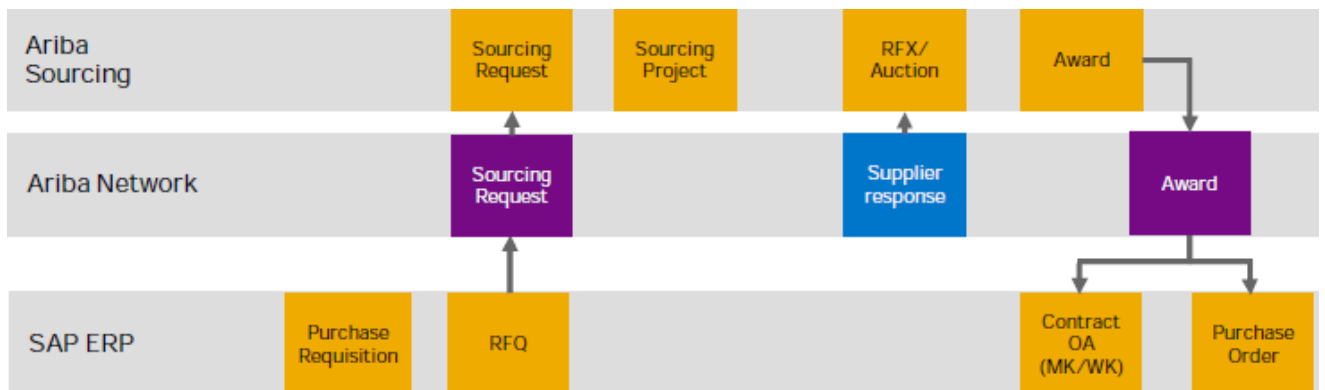 Ariba
Sourcing
Sourcing
Request
Sourcing
Project
RFX/
Auction
Award
Ariba Network
Sourcing
Request
Supplier
response
Award
SAP ERP
Purchase
Requisition
RFQ
Contract
OA
(MK/WK)
Purchase
Order